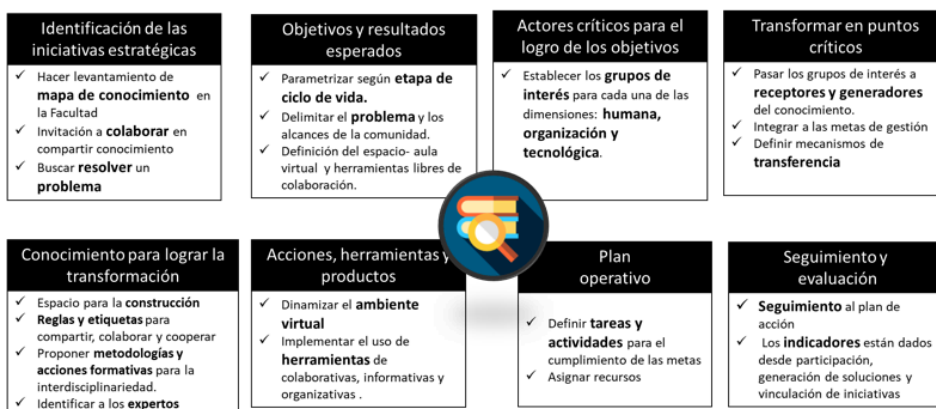 Identificación de las
iniciativas estratégicas
✓ Hacer levantamiento de
mapa de conocimiento en
la Facultad
✓ Invitación a colaborar en
compartir conocimiento
✓ Buscar resolver un
problema
Objetivos y resultados
esperados
✓ Parametrizar según etapa de
ciclo de vida.
✓ Delimitar el problema y los
alcances de la comunidad.
✓ Definición del espacio- aula
virtual y herramientas libres de
colaboración.
Actores críticos para el
logro de los objetivos
✓ Establecer los grupos de
interés para cada una de las
dimensiones: humana,
organización y
tecnológica.
Transformar en puntos
críticos
✓ Pasar los grupos de interés a
receptores y generadores
del conocimiento.
✓ Integrar a las metas de gestión
✓ Definir mecanismos de
transferencia
Conocimiento para lograr la
transformación
✓ Espacio para la construcción
✓ Reglas y etiquetas para
compartir, colaborar y cooperar
✓ Proponer metodologías y
acciones formativas para la
interdisciplinariedad.
✓ Identificar a los expertos
Acciones, herramientas y
productos
✓ Dinamizar el ambiente
virtual
✓ Implementar el uso de
herramientas de
colaborativas, informativas y
organizativas .
Plan
operativo
✓ Definir tareas y
actividades para el
cumplimiento de las metas
✓ Asignar recursos
Seguimiento y
evaluación
✓ Seguimiento al plan de
acción
✓ Los indicadores están dados
desde participación,
generación de soluciones y
vinculación de iniciativas